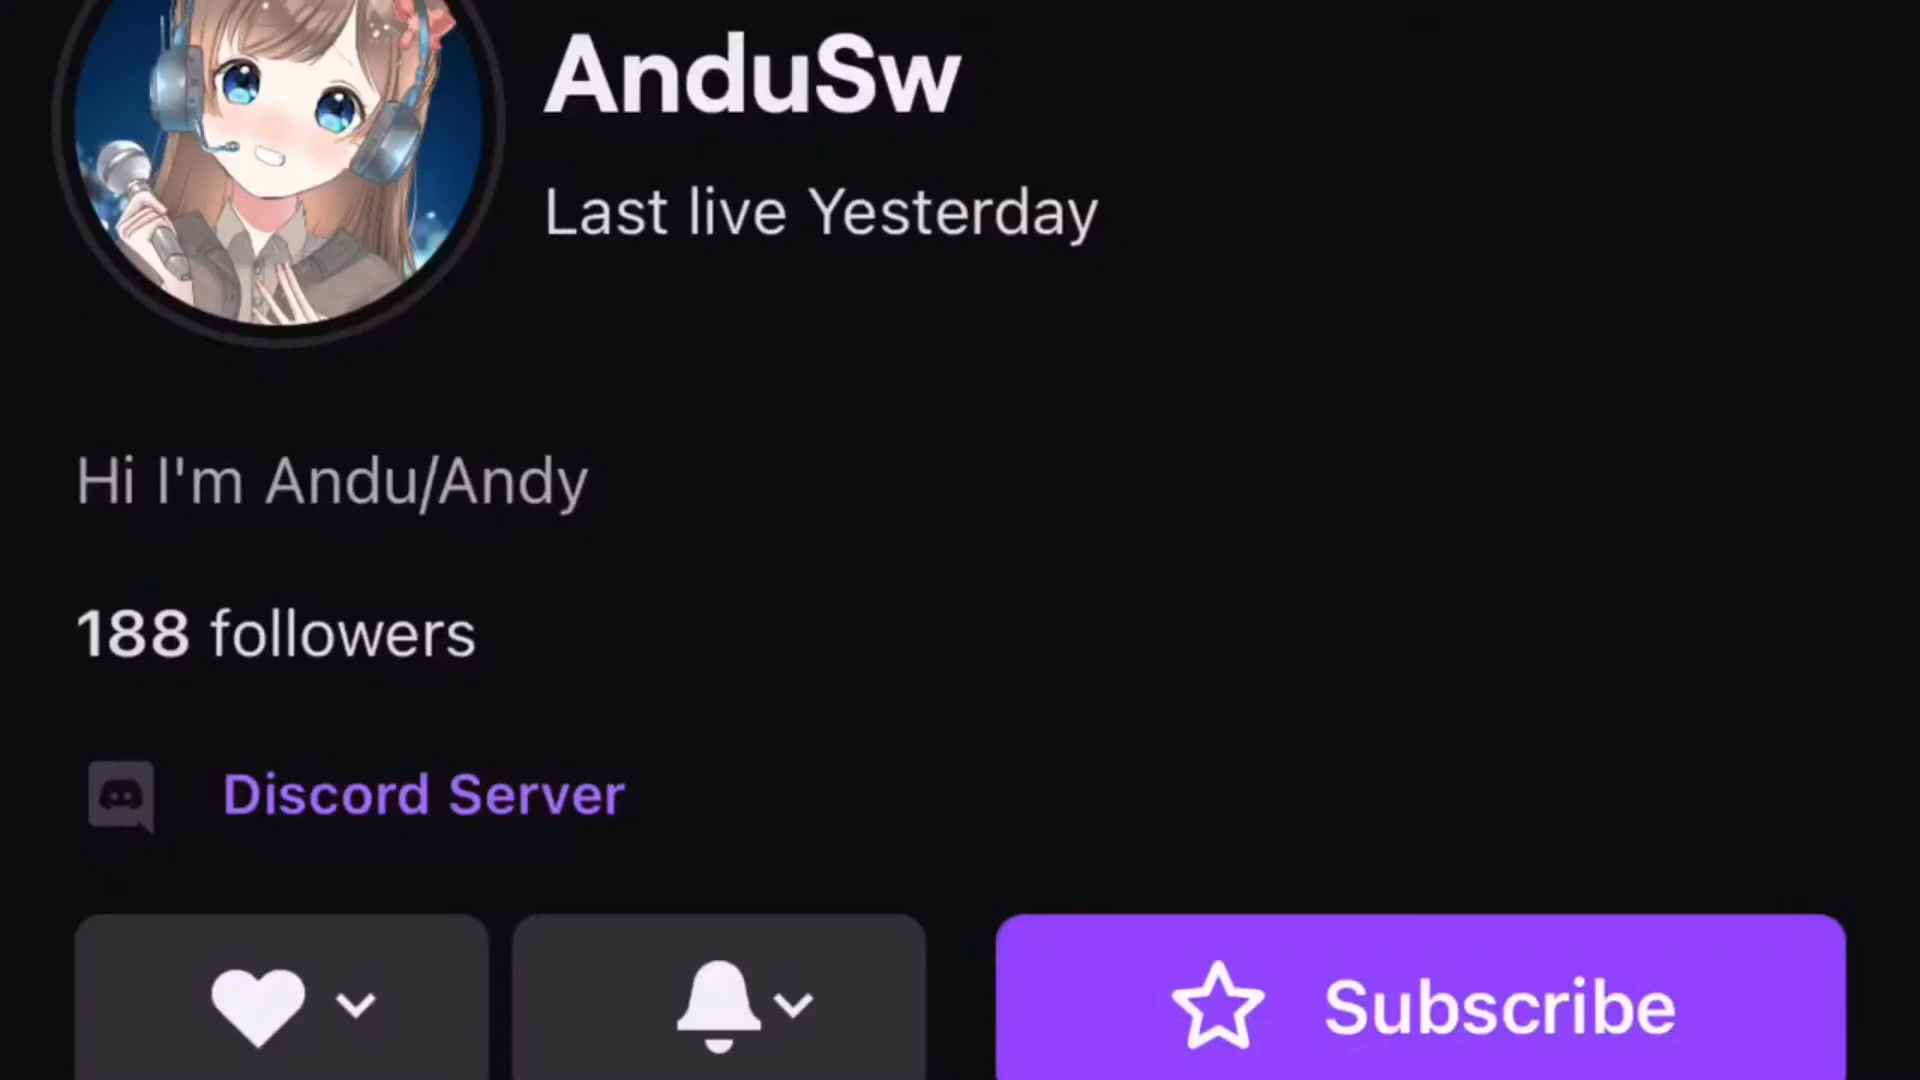 AnduSw
Last live Yesterday
Hi I'm Andu/Andy
188 followers
Discord Server
Subscribe